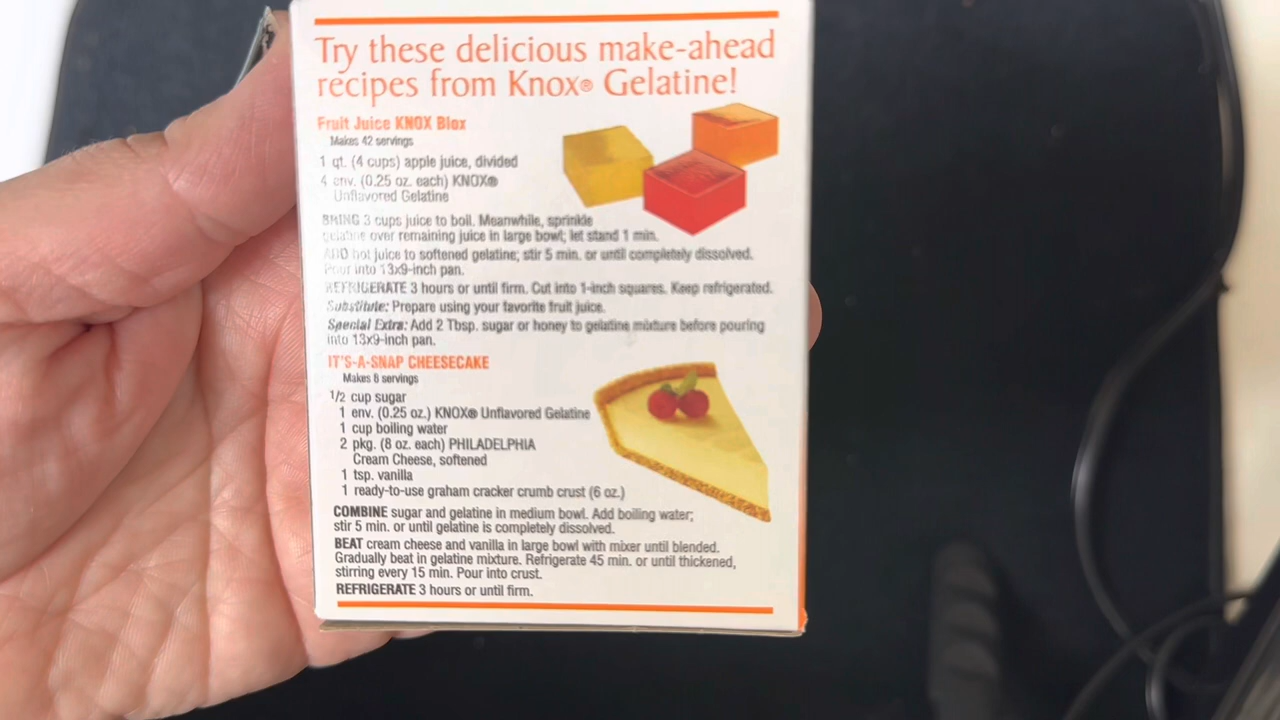 Try these delicious make-ahead
recipes from Knox® Gelatine!
Fruit Juice KNOX Blox
Makes 42 servings
1 qt. (4 cups) apple juice, divided
4 env. (0.25 oz. each) KNOX®
Unflavored Gelatine
BRING 3 cups juice to boil. Meanwhile, sprinkle
gelatine over remaining juice in large bowl; let stand 1 min.
ADD hot juice to softened gelatine; stir 5 min. or until completely dissolved.
Pour into 13x9-inch pan.
REFRIGERATE 3 hours or until firm. Cut into 1-inch squares. Keep refrigerated.
Substitute: Prepare using your favorite fruit juice.
Special Extra: Add 2 Tbsp. sugar or honey to gelatine mixture before pouring
into 13x9-inch pan.
IT'S-A-SNAP CHEESECAKE
Makes 8 servings
1/2 cup sugar
1 env. (0.25 oz.) KNOX® Unflavored Gelatine
1 cup boiling water
2 pkg. (8 oz. each) PHILADELPHIA
Cream Cheese, softened
1 tsp. vanilla
1 ready-to-use graham cracker crumb crust (6 oz.)
COMBINE sugar and gelatine in medium bowl. Add boiling water;
stir 5 min. or until gelatine is completely dissolved.
BEAT cream cheese and vanilla in large bowl with mixer until blended.
Gradually beat in gelatine mixture. Refrigerate 45 min. or until thickened,
stirring every 15 min. Pour into crust.
REFRIGERATE 3 hours or until firm.